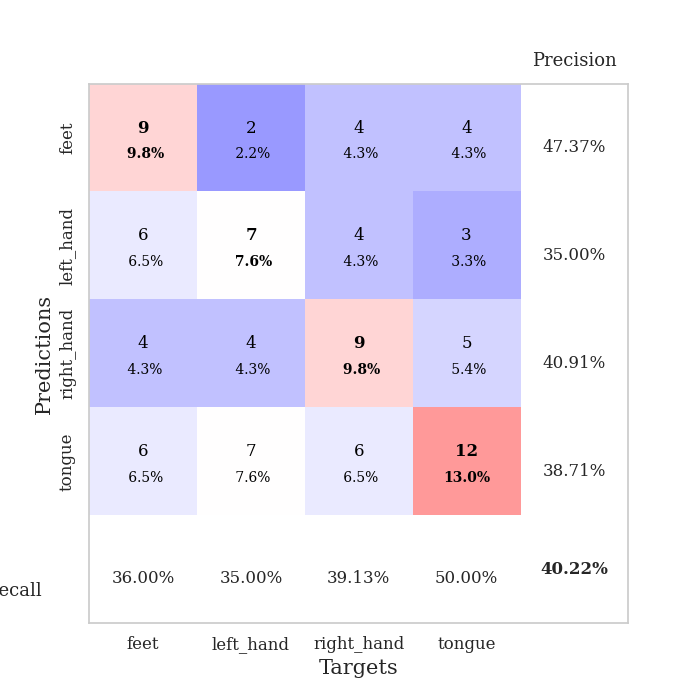 Precision
feet
9 2 4 4
9.8% 2.2% 4.3% 4.3%
47.37%
left_hand
6 7 4 3
6.5% 7.6% 4.3% 3.3%
35.00%
Predictions
right_hand
4 4 9 5
4.3% 4.3% 9.8% 5.4%
40.91%
tongue
6 7 6 12
6.5% 7.6% 6.5% 13.0%
38.71%
ecall
36.00% 35.00% 39.13% 50.00% 40.22%
feet left_hand right_hand tongue
Targets